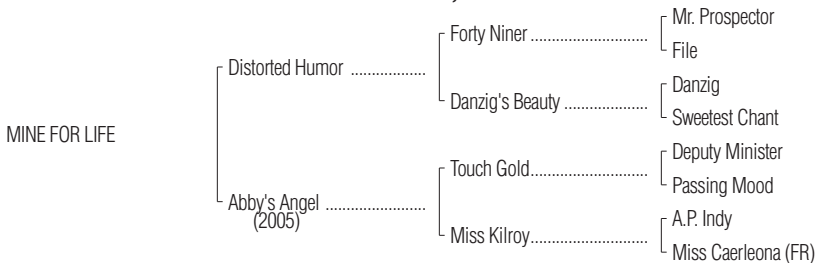 Mr. Prospector
Forty Niner ............................
File
Distorted Humor ..................
Danzig
Danzig's Beauty ....................
Sweetest Chant
MINE FOR LIFE
Deputy Minister
Touch Gold............................
Passing Mood
Abby's Angel ........................
(2005)
A.P. Indy
Miss Kilroy............................
Miss Caerleona (FR)